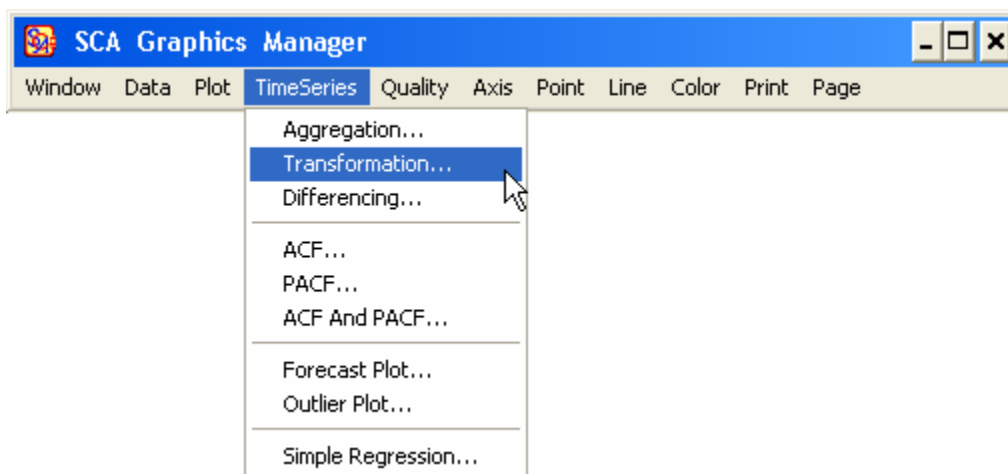 SCA Graphics Manager
Window Data Plot TimeSeries Quality Axis Point Line Color Print Page
Aggregation...
Transformation...
Differencing...
ACF...
PACF...
ACF And PACF...
Forecast Plot...
Outlier Plot...
Simple Regression...